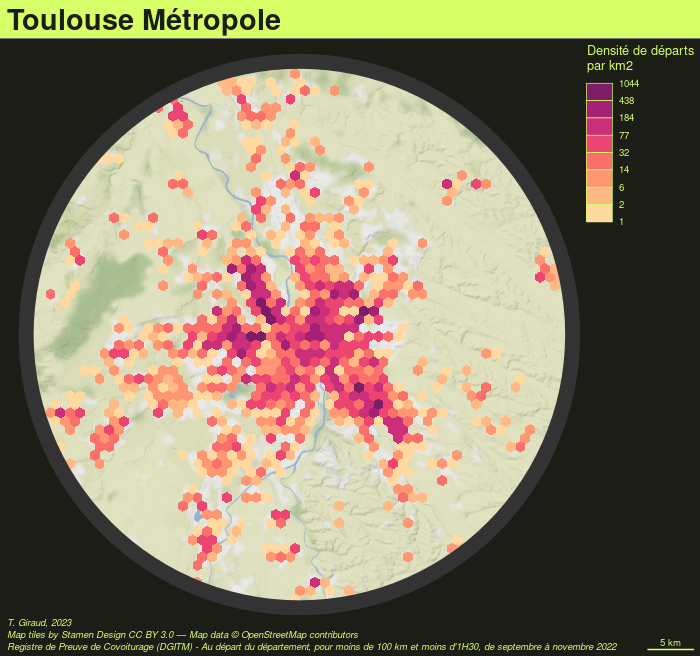 Toulouse Métropole
Densité de départs
par km2
1044
438
184
77
32
14
6
2
1
T. Giraud, 2023
Map tiles by Stamen Design CC BY 3.0 — Map data © OpenStreetMap contributors
Registre de Preuve de Covoiturage (DGITM) - Au départ du département, pour moins de 100 km et moins d'1H30, de septembre à novembre 2022
5 km